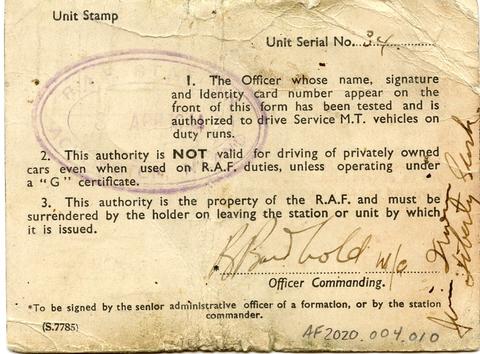 Unit Stamp
Unit Serial No. 34
APR
1. The Officer whose name, signature
and Identity card number appear on
the front of this form has been tested and is
authorized to drive Service M.T. vehicles on
duty runs.
2. This authority is NOT valid for driving of privately owned
cars even when used on R.A.F. duties, unless operating under
a "G" certificate.
3. This authority is the property of the R.A.F. and must be
surrendered by the holder on leaving the station or unit by which
it is issued.
W/C
Officer Commanding.
*To be signed by the senior administrative officer of a formation, or by the station
commander.
(S.7785)
AF2020.004.010